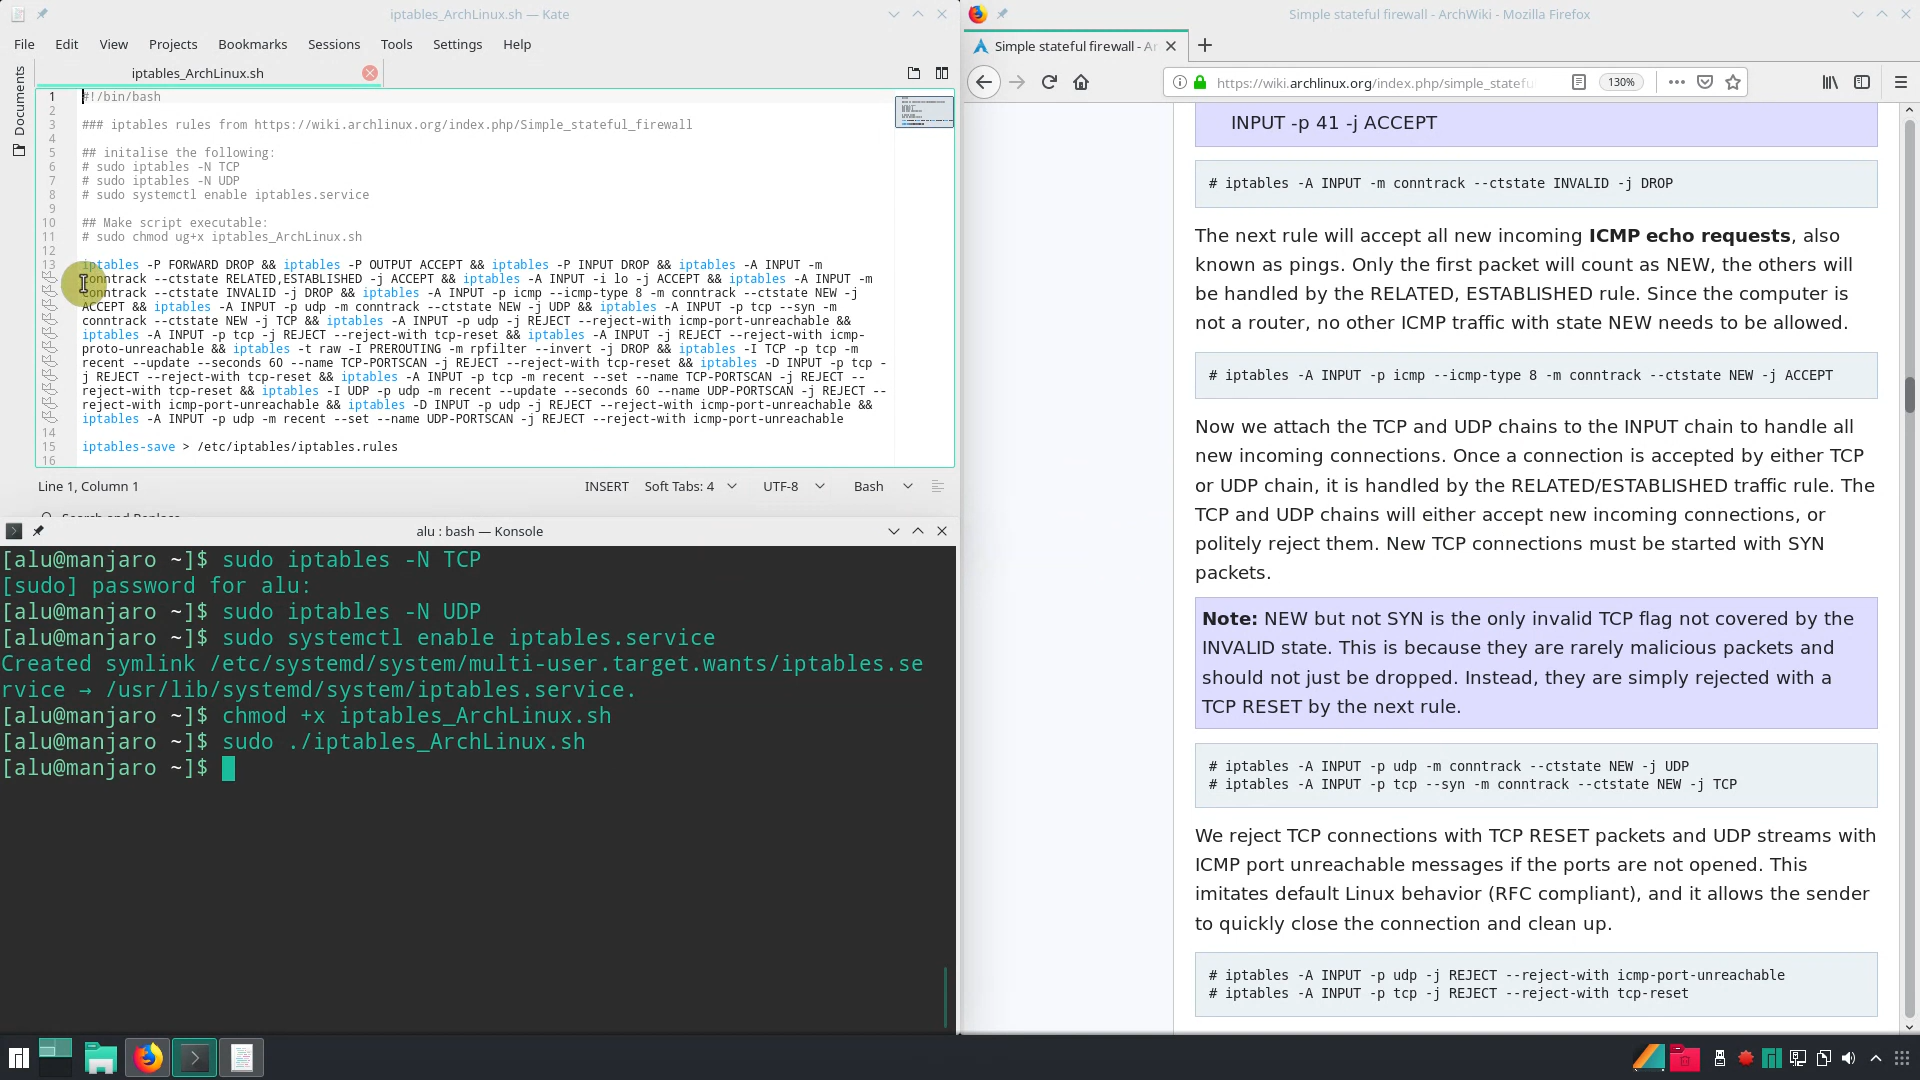 iptables_ArchLinux.sh — Kate
File Edit View Projects Bookmarks Sessions Tools Settings Help
Documents
iptables_ArchLinux.sh
1 #!/bin/bash
2
3 ### iptables rules from https://wiki.archlinux.org/index.php/Simple_stateful_firewall
4
5 ## initalise the following:
6 # sudo iptables -N TCP
7 # sudo iptables -N UDP
8 # sudo systemctl enable iptables.service
9
10 ## Make script executable:
11 # sudo chmod ug+x iptables_ArchLinux.sh
12
13 iptables -P FORWARD DROP && iptables -P OUTPUT ACCEPT && iptables -P INPUT DROP && iptables -A INPUT -m
conntrack --ctstate RELATED,ESTABLISHED -j ACCEPT && iptables -A INPUT -i lo -j ACCEPT && iptables -A INPUT -m
conntrack --ctstate INVALID -j DROP && iptables -A INPUT -p icmp --icmp-type 8 -m conntrack --ctstate NEW -j
ACCEPT && iptables -A INPUT -p udp -m conntrack --ctstate NEW -j UDP && iptables -A INPUT -p tcp --syn -m
conntrack --ctstate NEW -j TCP && iptables -A INPUT -p udp -j REJECT --reject-with icmp-port-unreachable &&
iptables -A INPUT -p tcp -j REJECT --reject-with tcp-reset && iptables -A INPUT -j REJECT --reject-with icmp-
proto-unreachable && iptables -t raw -I PREROUTING -m rpfilter --invert -j DROP && iptables -I TCP -p tcp -m
recent --update --seconds 60 --name TCP-PORTSCAN -j REJECT --reject-with tcp-reset && iptables -D INPUT -p tcp -
j REJECT --reject-with tcp-reset && iptables -A INPUT -p tcp -m recent --set --name TCP-PORTSCAN -j REJECT --
reject-with tcp-reset && iptables -I UDP -p udp -m recent --update --seconds 60 --name UDP-PORTSCAN -j REJECT --
reject-with icmp-port-unreachable && iptables -D INPUT -p udp -j REJECT --reject-with icmp-port-unreachable &&
iptables -A INPUT -p udp -m recent --set --name UDP-PORTSCAN -j REJECT --reject-with icmp-port-unreachable
14
15 iptables-save > /etc/iptables/iptables.rules
16
Line 1, Column 1 INSERT Soft Tabs: 4 UTF-8 Bash
Search and Replace
alu : bash — Konsole
[alu@manjaro ~]$ sudo iptables -N TCP
[sudo] password for alu:
[alu@manjaro ~]$ sudo iptables -N UDP
[alu@manjaro ~]$ sudo systemctl enable iptables.service
Created symlink /etc/systemd/system/multi-user.target.wants/iptables.se
rvice → /usr/lib/systemd/system/iptables.service.
[alu@manjaro ~]$ chmod +x iptables_ArchLinux.sh
[alu@manjaro ~]$ sudo ./iptables_ArchLinux.sh
[alu@manjaro ~]$
Simple stateful firewall - ArchWiki - Mozilla Firefox
Simple stateful firewall - Ar
https://wiki.archlinux.org/index.php/simple_statefu 130%
INPUT -p 41 -j ACCEPT
# iptables -A INPUT -m conntrack --ctstate INVALID -j DROP
The next rule will accept all new incoming ICMP echo requests, also
known as pings. Only the first packet will count as NEW, the others will
be handled by the RELATED, ESTABLISHED rule. Since the computer is
not a router, no other ICMP traffic with state NEW needs to be allowed.
# iptables -A INPUT -p icmp --icmp-type 8 -m conntrack --ctstate NEW -j ACCEPT
Now we attach the TCP and UDP chains to the INPUT chain to handle all
new incoming connections. Once a connection is accepted by either TCP
or UDP chain, it is handled by the RELATED/ESTABLISHED traffic rule. The
TCP and UDP chains will either accept new incoming connections, or
politely reject them. New TCP connections must be started with SYN
packets.
Note: NEW but not SYN is the only invalid TCP flag not covered by the
INVALID state. This is because they are rarely malicious packets and
should not just be dropped. Instead, they are simply rejected with a
TCP RESET by the next rule.
# iptables -A INPUT -p udp -m conntrack --ctstate NEW -j UDP
# iptables -A INPUT -p tcp --syn -m conntrack --ctstate NEW -j TCP
We reject TCP connections with TCP RESET packets and UDP streams with
ICMP port unreachable messages if the ports are not opened. This
imitates default Linux behavior (RFC compliant), and it allows the sender
to quickly close the connection and clean up.
# iptables -A INPUT -p udp -j REJECT --reject-with icmp-port-unreachable
# iptables -A INPUT -p tcp -j REJECT --reject-with tcp-reset